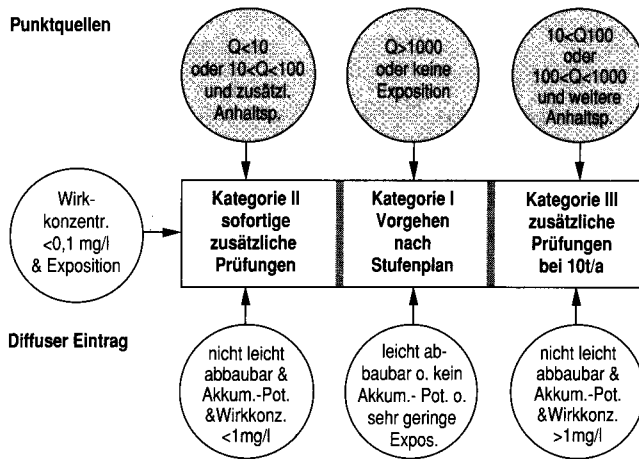 Punktquellen
Q<10
oder 10<Q<100
und zusätzl.
Anhaltsp.
Q>1000
oder keine
Exposition
10<Q100
oder
100<Q<1000
und weitere
Anhaltsp.
Wirk-
konzentr.
<0,1 mg/l
& Exposition
Kategorie II
sofortige
zusätzliche
Prüfungen
Kategorie I
Vorgehen
nach
Stufenplan
Kategorie III
zusätzliche
Prüfungen
bei 10t/a
Diffuser Eintrag
nicht leicht
abbaubar &
Akkum.-Pot.
&Wirkkonz.
<1mg/l
leicht ab-
baubar o. kein
Akkum.- Pot. o.
sehr geringe
Expos.
nicht leicht
abbaubar &
Akkum.-Pot.
&Wirkkonz.
>1mg/l